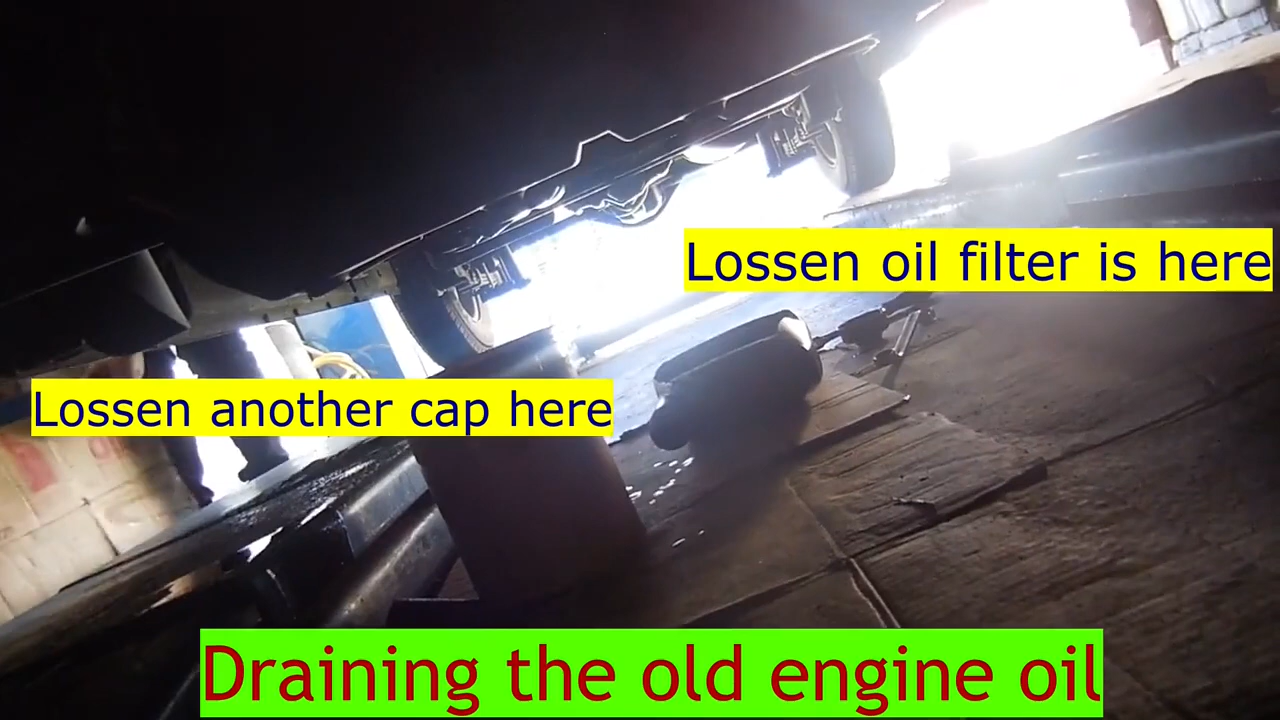 Lossen oil filter is here
Lossen another cap here
Draining the old engine oil